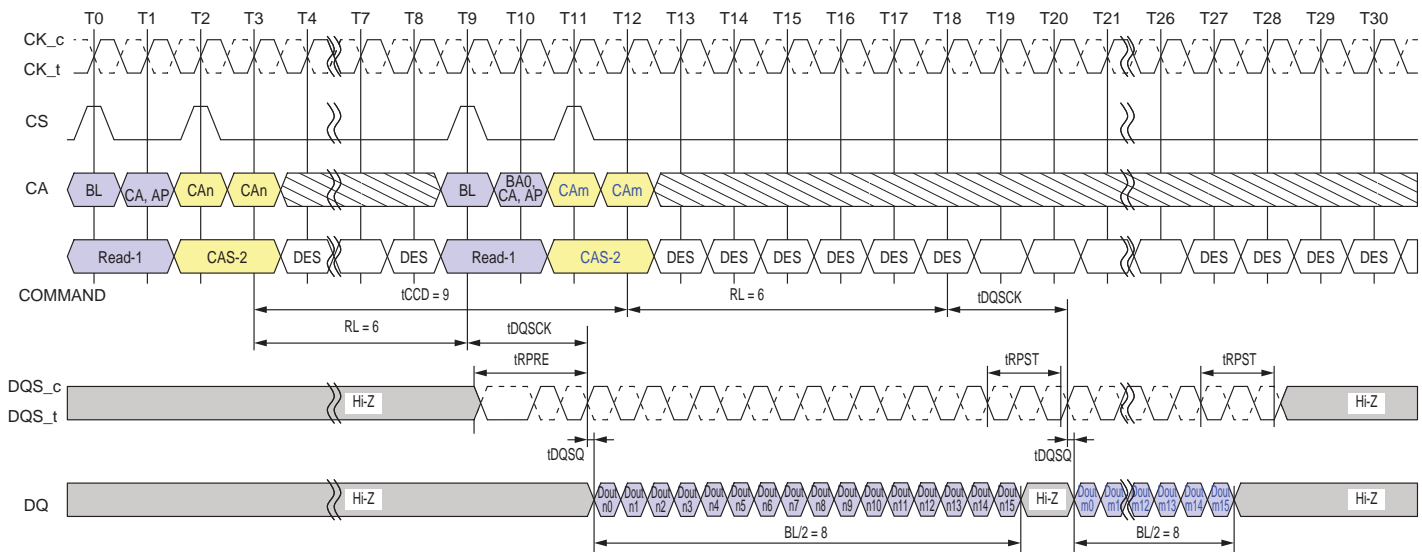 T0 T1 T2 T3 T4 T7 T8 T9 T10 T11 T12 T13 T14 T15 T16 T17 T18 T19 T20 T21 T26 T27 T28 T29 T30
CK_c
CK_t
CS
CA BL CA, AP CAn CAn BL BA0, CA, AP CAm CAm
Read-1 CAS-2 DES DES Read-1 CAS-2 DES DES DES DES DES DES DES DES DES DES
COMMAND
tCCD = 9 RL = 6 tDQSCK
RL = 6 tDQSCK
tRPRE tRPST tRPST
DQS_c
DQS_t
Hi-Z Hi-Z
tDQSQ tDQSQ
DQ Hi-Z Dout n0 Dout n1 Dout n2 Dout n3 Dout n4 Dout n5 Dout n6 Dout n7 Dout n8 Dout n9 Dout n10 Dout n11 Dout n12 Dout n13 Dout n14 Dout n15 Hi-Z Dout m0 Dout m1 Dout m12 Dout m13 Dout m14 Dout m15 Hi-Z
BL/2 = 8 BL/2 = 8